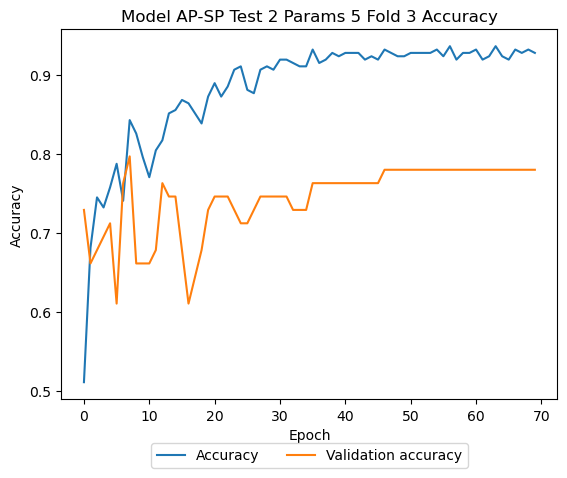 Model AP-SP Test 2 Params 5 Fold 3 Accuracy
Accuracy
0.9
0.8
0.7
0.6
0.5
0 10 20 30 40 50 60 70
Epoch
Accuracy Validation accuracy